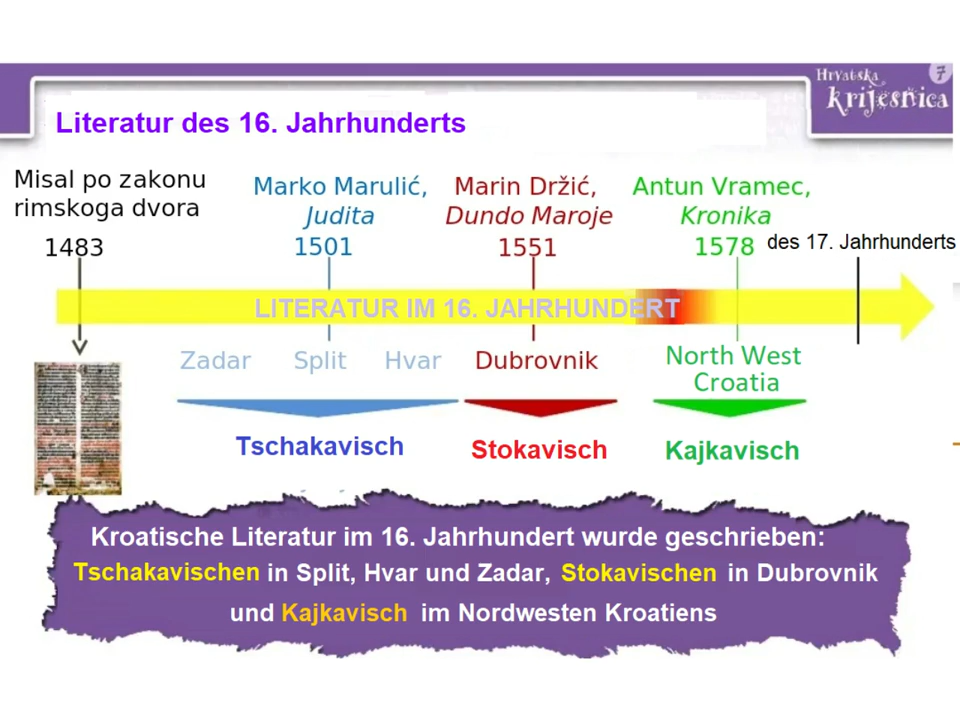 Hrvatska
7
krijesnica
Literatur des 16. Jahrhunderts
Misal po zakonu
rimskoga dvora
1483
Marko Marulić,
Judita
1501
Marin Držić,
Dundo Maroje
1551
Antun Vramec,
Kronika
1578
des 17. Jahrhunderts
LITERATUR IM 16. JAHRHUNDERT
Zadar Split Hvar
Dubrovnik
North West
Croatia
Tschakavisch
Stokavisch
Kajkavisch
Kroatische Literatur im 16. Jahrhundert wurde geschrieben:
Tschakavischen in Split, Hvar und Zadar, Stokavischen in Dubrovnik
und Kajkavisch im Nordwesten Kroatiens